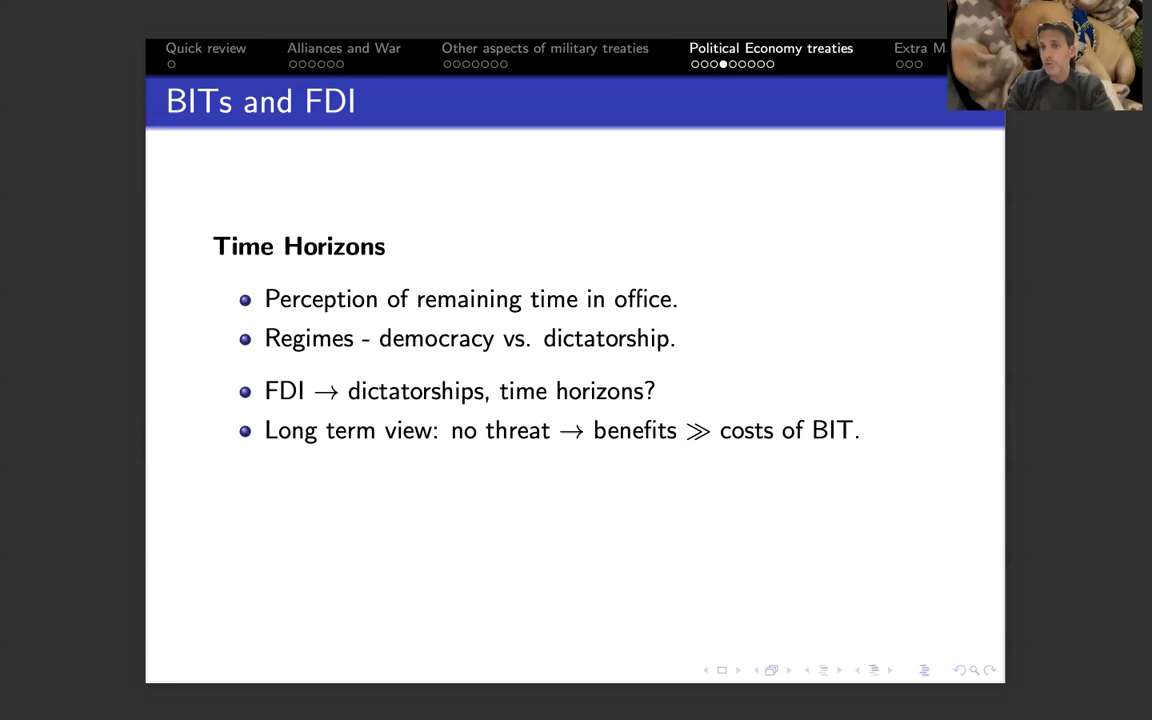 Quick review
Alliances and War
Other aspects of military treaties
Political Economy treaties
Extra M
BITs and FDI
Time Horizons
Perception of remaining time in office.
Regimes - democracy vs. dictatorship.
FDI → dictatorships, time horizons?
Long term view: no threat → benefits ≫ costs of BIT.